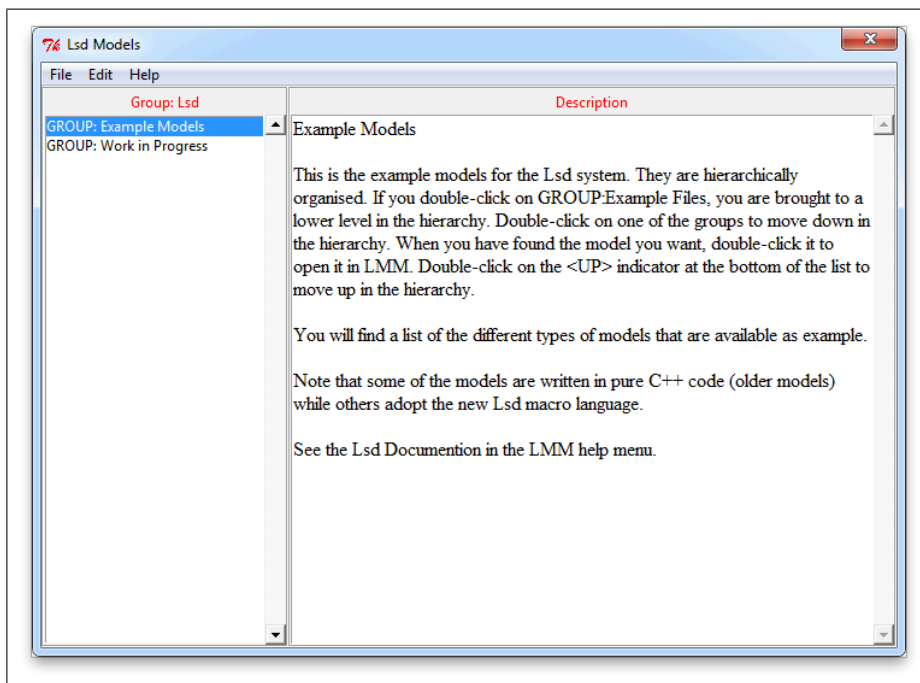 Lsd Models
File Edit Help
Group: Lsd
Description
GROUP: Example Models
GROUP: Work in Progress
Example Models
This is the example models for the Lsd system. They are hierarchically
organised. If you double-click on GROUP:Example Files, you are brought to a
lower level in the hierarchy. Double-click on one of the groups to move down in
the hierarchy. When you have found the model you want, double-click it to
open it in LMM. Double-click on the <UP> indicator at the bottom of the list to
move up in the hierarchy.
You will find a list of the different types of models that are available as example.
Note that some of the models are written in pure C++ code (older models)
while others adopt the new Lsd macro language.
See the Lsd Documention in the LMM help menu.